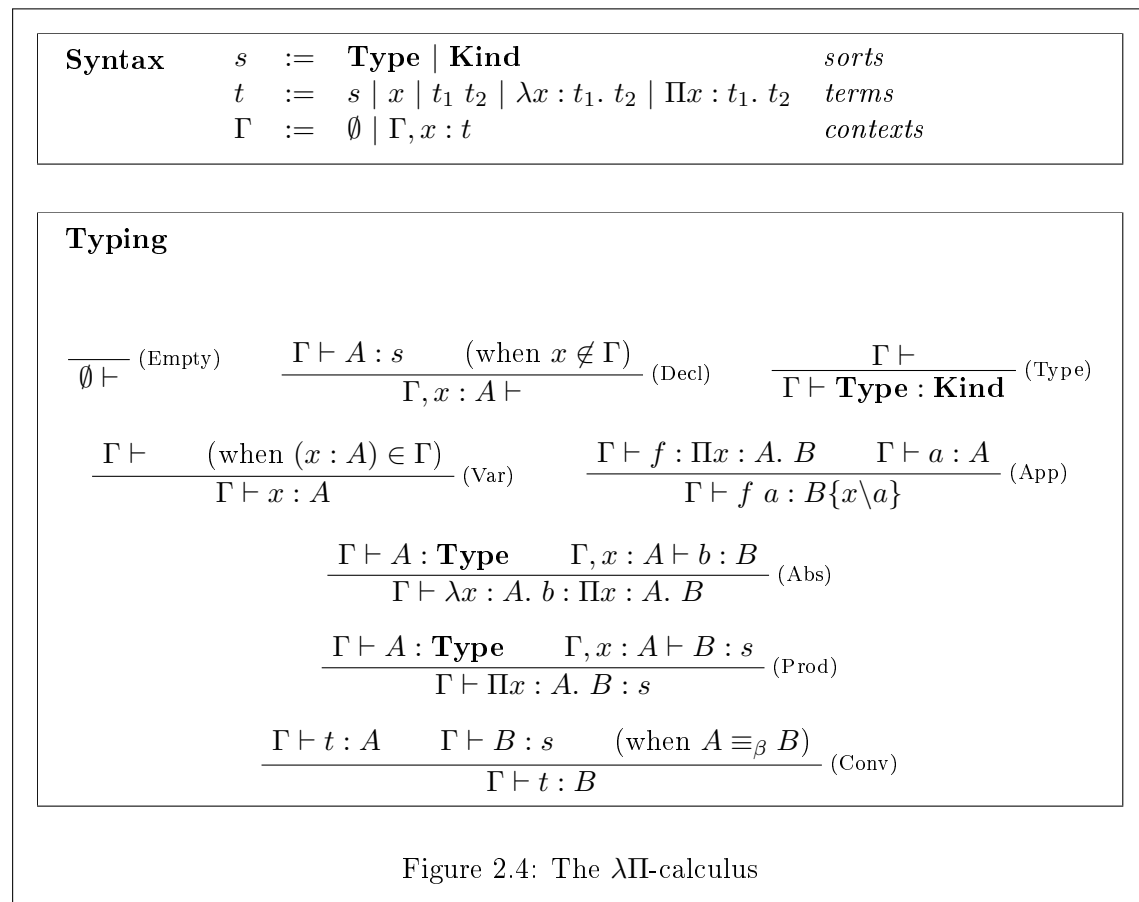 Syntax s := Type | Kind sorts
t := s | x | t₁ t₂ | λx : t₁. t₂ | Πx : t₁. t₂ terms
Γ := ∅ | Γ, x : t contexts
Typing
∅ ⊢ (Empty)
Γ ⊢ A : s (when x ∉ Γ)
Γ, x : A ⊢ (Decl)
Γ ⊢
Γ ⊢ Type : Kind (Type)
Γ ⊢ (when (x : A) ∈ Γ)
Γ ⊢ x : A (Var)
Γ ⊢ f : Πx : A. B Γ ⊢ a : A
Γ ⊢ f a : B{x\a} (App)
Γ ⊢ A : Type Γ, x : A ⊢ b : B
Γ ⊢ λx : A. b : Πx : A. B (Abs)
Γ ⊢ A : Type Γ, x : A ⊢ B : s
Γ ⊢ Πx : A. B : s (Prod)
Γ ⊢ t : A Γ ⊢ B : s (when A ≡β B)
Γ ⊢ t : B (Conv)
Figure 2.4: The λΠ-calculus